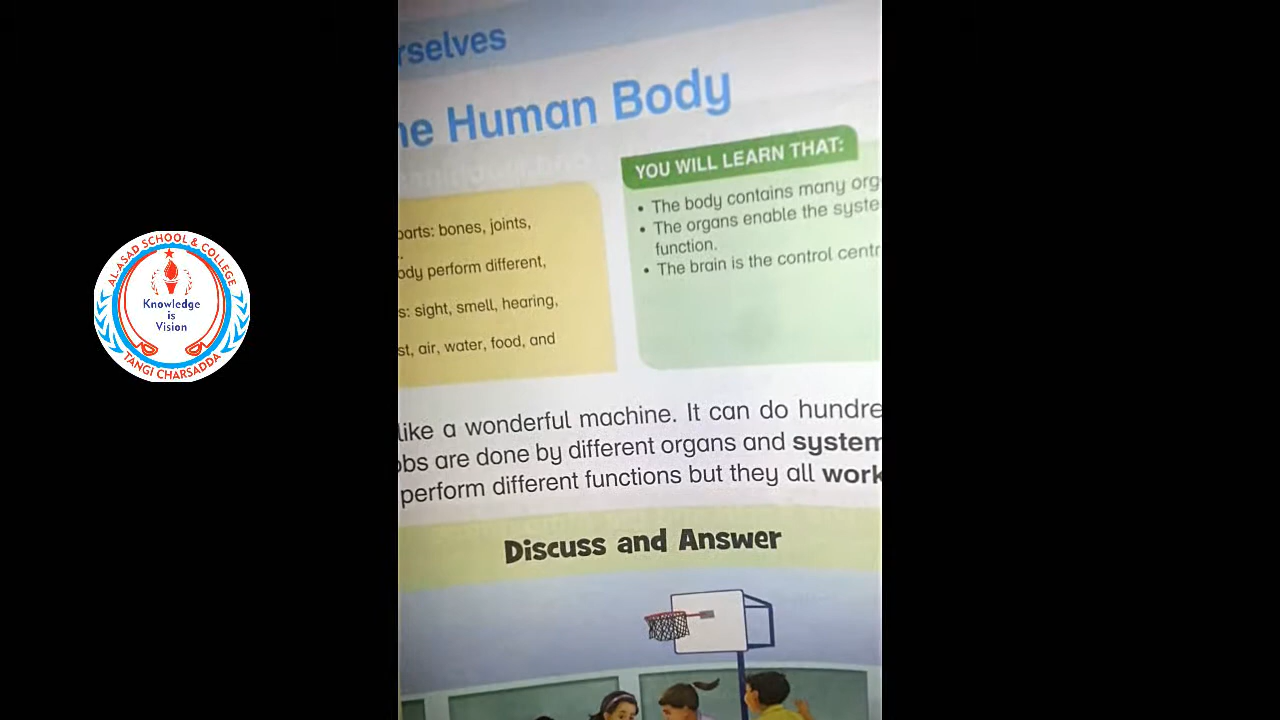 AL-ASAD SCHOOL & COLLEGE
Knowledge
is
Vision
TANGI CHARSADDA
rselves
he Human Body
parts: bones, joints,
ody perform different,
s: sight, smell, hearing,
st, air, water, food, and
YOU WILL LEARN THAT:
• The body contains many org
• The organs enable the syste
function.
• The brain is the control centr
like a wonderful machine. It can do hundre
obs are done by different organs and system
perform different functions but they all work
Discuss and Answer